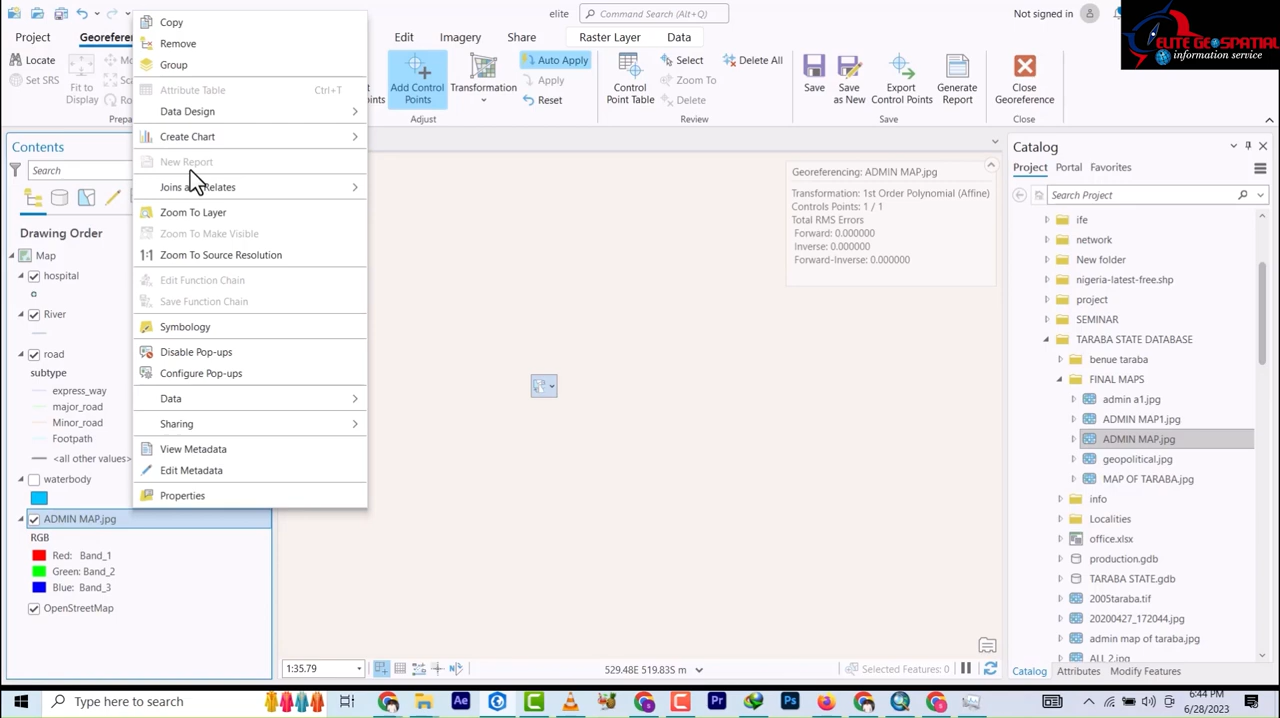 elite
Command Search (Alt+Q)
Not signed in
ELITE GEOSPATIAL
information service
Project
Georefere
Edit
Imagery
Share
Raster Layer
Data
Locate
Set SRS
Fit to
Display
Mo
Ro
Prepa
Add Control
Points
Transformation
Auto Apply
Apply
Reset
Adjust
Control
Point Table
Select
Zoom To
Delete
Delete All
Review
Save
Save
as New
Export
Control Points
Generate
Report
Save
Close
Georeference
Close
Contents
Search
Drawing Order
Map
hospital
River
road
subtype
express_way
major_road
Minor_road
Footpath
<all other values>
waterbody
ADMIN MAP.jpg
RGB
Red: Band_1
Green: Band_2
Blue: Band_3
OpenStreetMap
Copy
Remove
Group
Attribute Table Ctrl+T
Data Design
Create Chart
New Report
Joins a Relates
Zoom To Layer
Zoom To Make Visible
1:1 Zoom To Source Resolution
Edit Function Chain
Save Function Chain
Symbology
Disable Pop-ups
Configure Pop-ups
Data
Sharing
View Metadata
Edit Metadata
Properties
Georeferencing: ADMIN MAP.jpg
Transformation: 1st Order Polynomial (Affine)
Controls Points: 1 / 1
Total RMS Errors
Forward: 0.000000
Inverse: 0.000000
Forward-Inverse: 0.000000
1:35.79
529.48E 519.83S m
Selected Features: 0
Catalog
Project Portal Favorites
Search Project
ife
network
New folder
nigeria-latest-free.shp
project
SEMINAR
TARABA STATE DATABASE
benue taraba
FINAL MAPS
admin a1.jpg
ADMIN MAP1.jpg
ADMIN MAP.jpg
geopolitical.jpg
MAP OF TARABA.jpg
info
Localities
office.xlsx
production.gdb
TARABA STATE.gdb
2005taraba.tif
20200427_172044.jpg
admin map of taraba.jpg
ALL 2.jpg
Catalog Attributes Modify Features
Type here to search
Ae
Pr
Ps
6:44 PM
6/28/2023